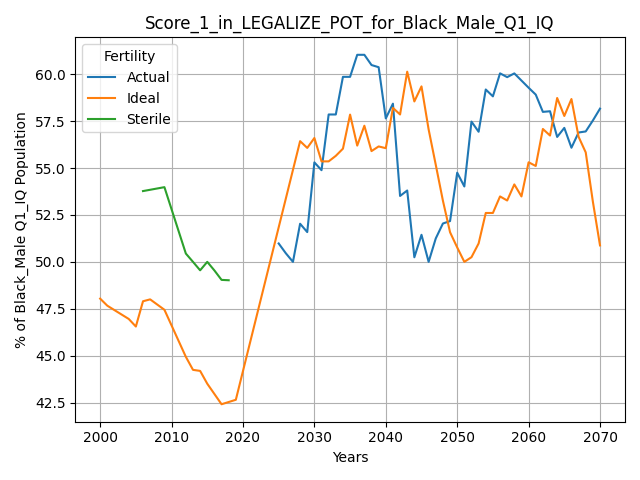 Score_1_in_LEGALIZE_POT_for_Black_Male_Q1_IQ
Fertility
Actual
Ideal
Sterile
% of Black_Male Q1_IQ Population
60.0
57.5
55.0
52.5
50.0
47.5
45.0
42.5
2000 2010 2020 2030 2040 2050 2060 2070
Years